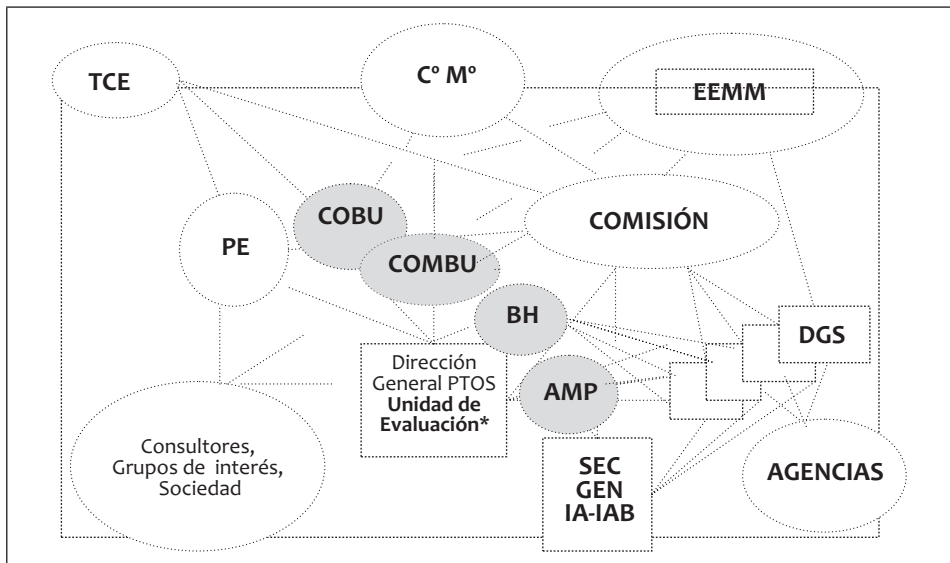 TCE
Cº Mº
EEMM
COBU
COMISIÓN
PE
COMBU
BH
DGS
Dirección
General PTOS
Unidad de
Evaluación*
AMP
Consultores,
Grupos de interés,
Sociedad
SEC
GEN
IA-IAB
AGENCIAS